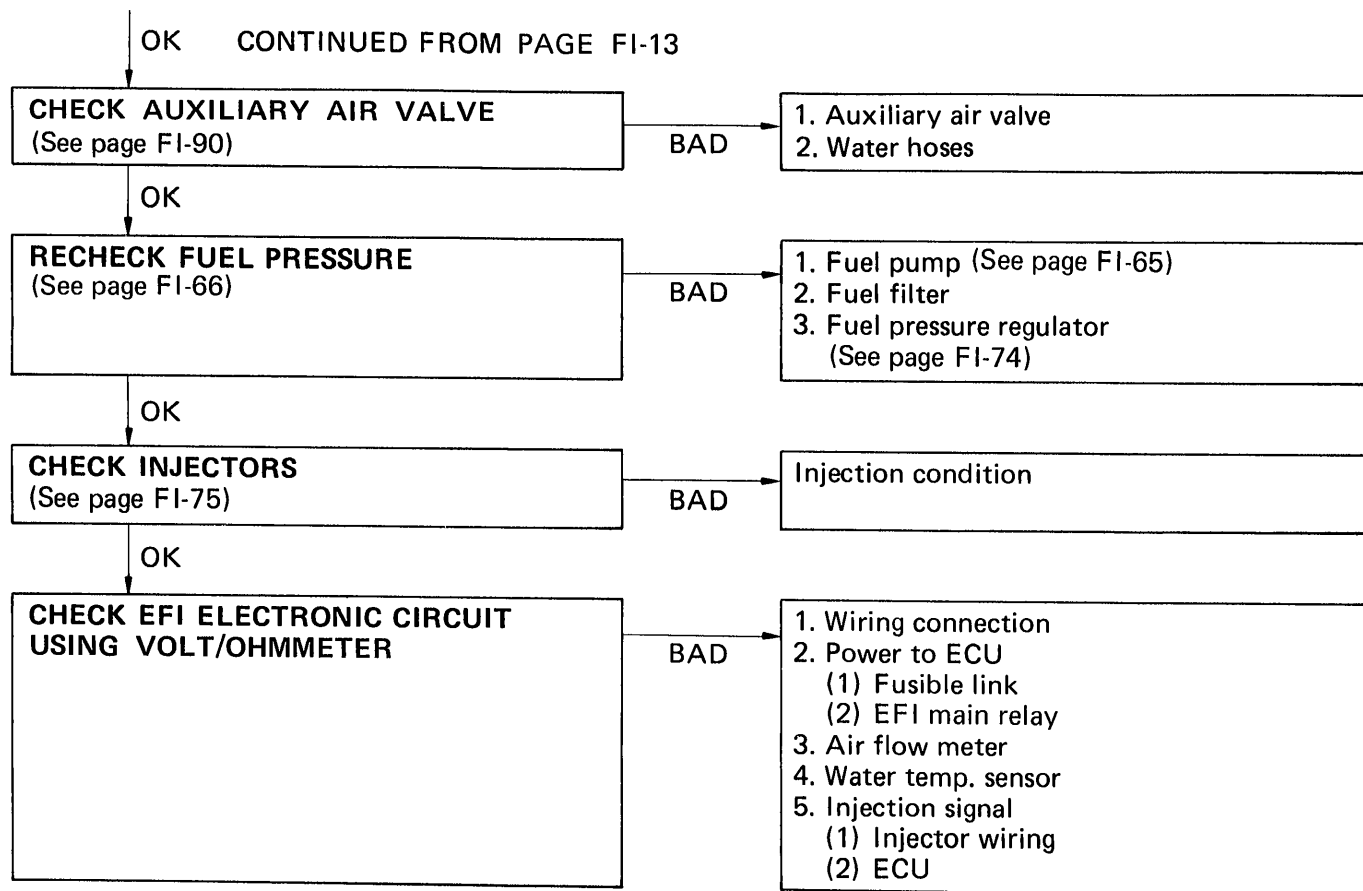 OK CONTINUED FROM PAGE FI-13
CHECK AUXILIARY AIR VALVE
(See page FI-90)
BAD
1. Auxiliary air valve
2. Water hoses
OK
RECHECK FUEL PRESSURE
(See page FI-66)
BAD
1. Fuel pump (See page FI-65)
2. Fuel filter
3. Fuel pressure regulator
(See page FI-74)
OK
CHECK INJECTORS
(See page FI-75)
BAD
Injection condition
OK
CHECK EFI ELECTRONIC CIRCUIT
USING VOLT/OHMMETER
BAD
1. Wiring connection
2. Power to ECU
(1) Fusible link
(2) EFI main relay
3. Air flow meter
4. Water temp. sensor
5. Injection signal
(1) Injector wiring
(2) ECU